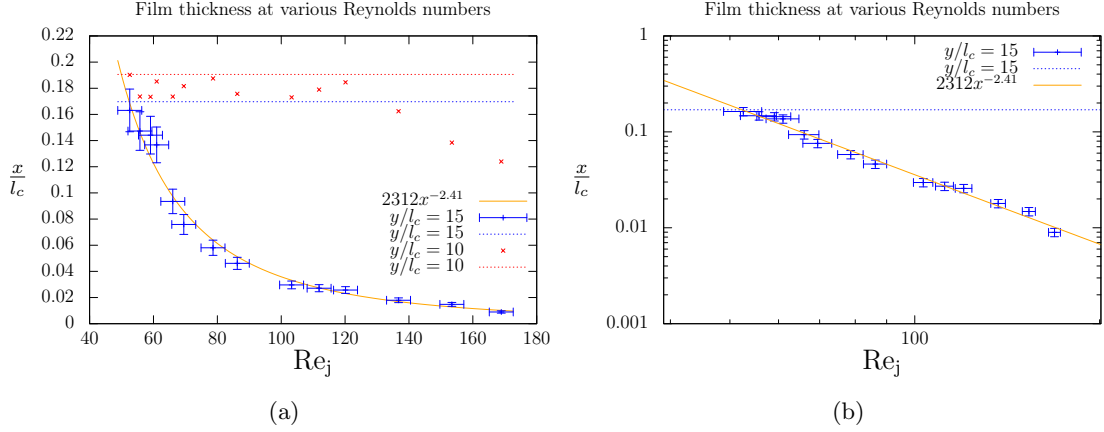 Film thickness at various Reynolds numbers
0.22
0.2
0.18
0.16
0.14
0.12
0.1
0.08
0.06
0.04
0.02
0
x/l_c
2312x^{-2.41}
y/l_c = 15
y/l_c = 15
y/l_c = 10
y/l_c = 10
40 60 80 100 120 140 160 180
Re_j
(a)
Film thickness at various Reynolds numbers
1
0.1
0.01
0.001
x/l_c
y/l_c = 15
y/l_c = 15
2312x^{-2.41}
100
Re_j
(b)